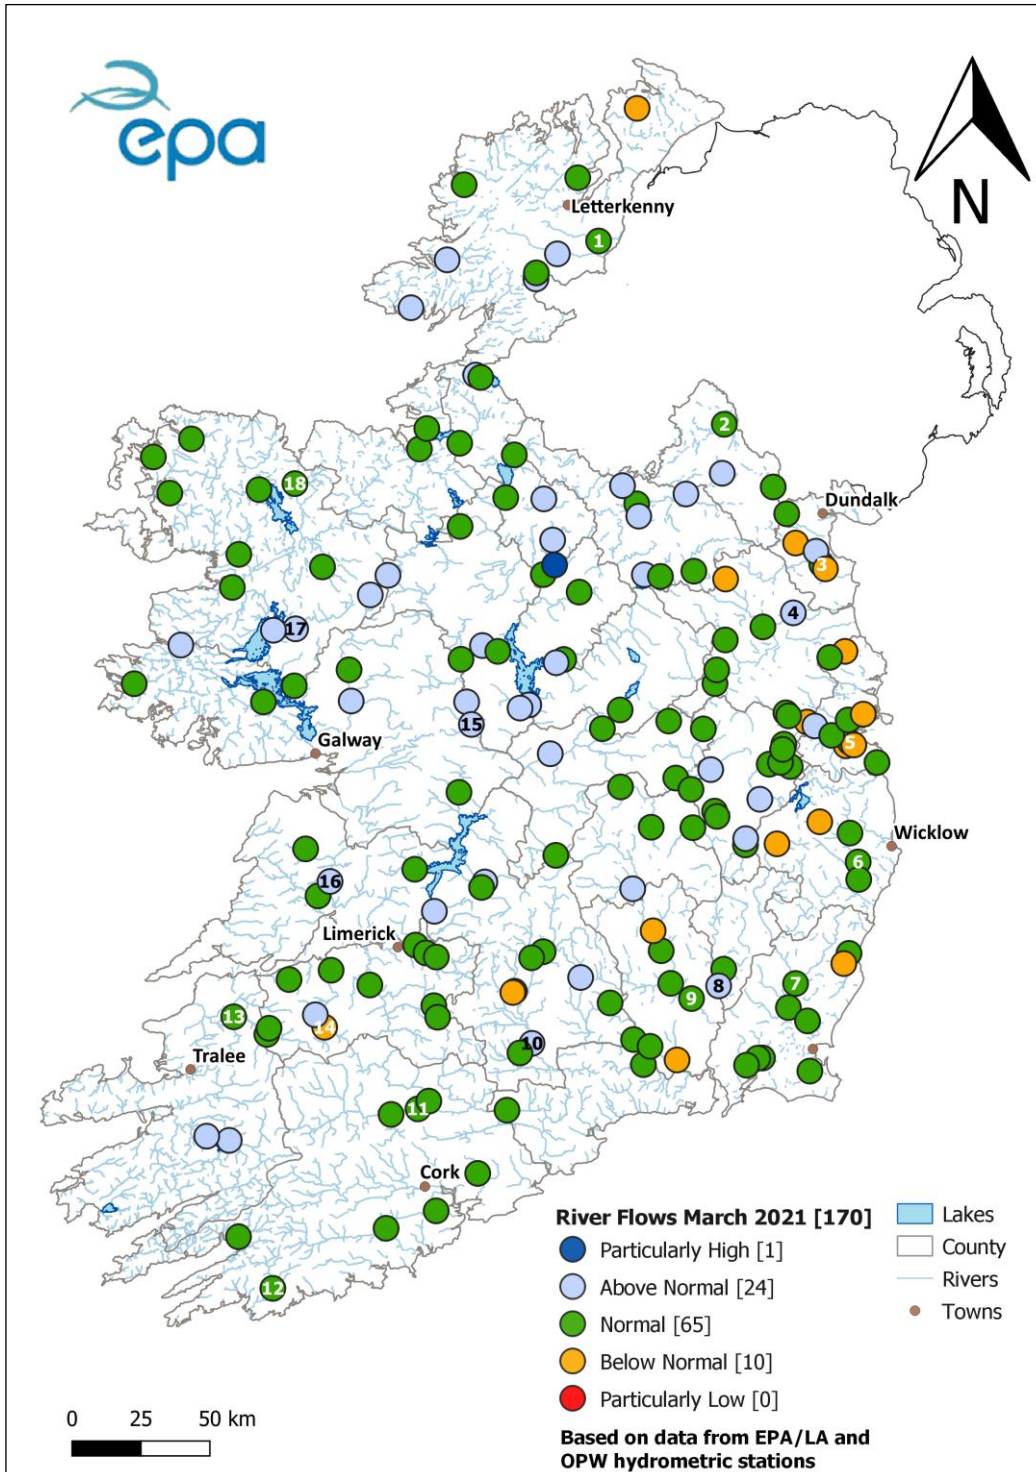 epa
N
Letterkenny
1
2
18
Dundalk
3
4
17
15
Galway
5
Wicklow
6
16
Limerick
7
8
9
13
14
10
Tralee
11
Cork
12
River Flows March 2021 [170]
Particularly High [1]
Above Normal [24]
Normal [65]
Below Normal [10]
Particularly Low [0]
Based on data from EPA/LA and
OPW hydrometric stations
Lakes
County
Rivers
Towns
0 25 50 km